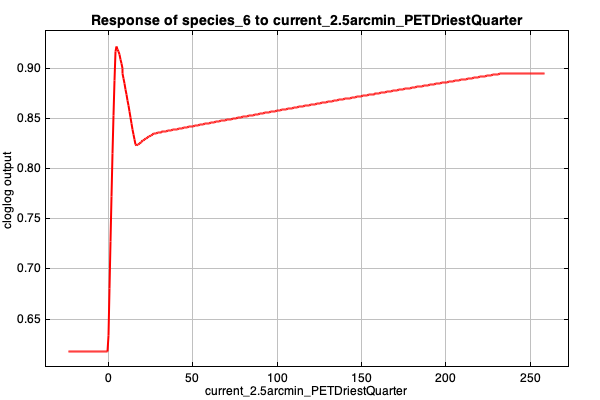 Response of species_6 to current_2.5arcmin_PETDriestQuarter
cloglog output
0.90
0.85
0.80
0.75
0.70
0.65
0 50 100 150 200 250
current_2.5arcmin_PETDriestQuarter